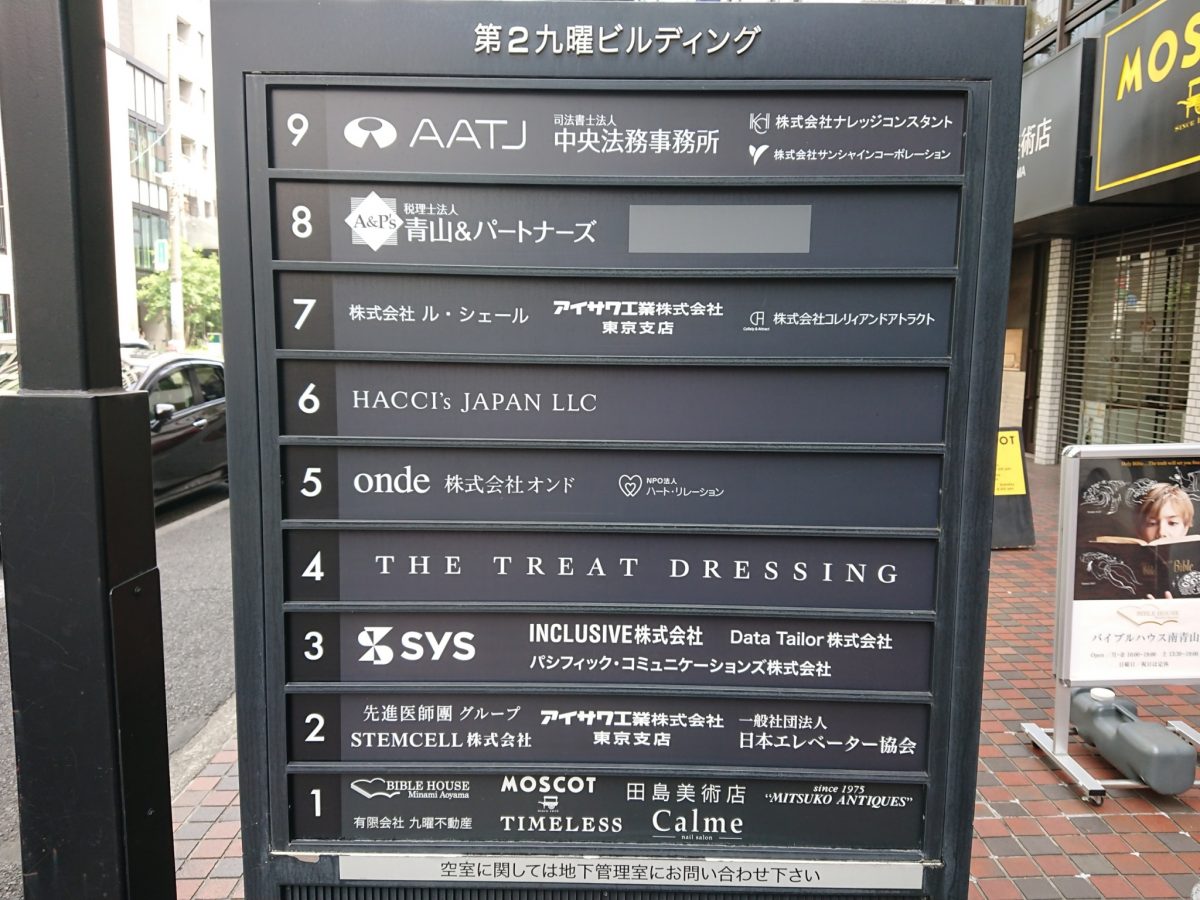 第2九曜ビルディング
9
AATJ
司法書士法人
中央法務事務所
株式会社ナレッジコンスタント
株式会社サンシャインコーポレーション
8
A&P's
税理士法人
青山&パートナーズ
7
株式会社 ル・シェール
アイサワ工業株式会社
東京支店
株式会社コレリィアンドアトラクト
6
HACCI's JAPAN LLC
5
onde 株式会社オンド
NPO法人
ハート・リレーション
4
THE TREAT DRESSING
3
SYS
INCLUSIVE株式会社
Data Tailor株式会社
パシフィック・コミュニケーションズ株式会社
2
先進医師團 グループ
STEMCELL株式会社
アイサワ工業株式会社
東京支店
一般社団法人
日本エレベーター協会
1
BIBLE HOUSE
Minami Aoyama
MOSCOT
田島美術店
since 1975
"MITSUKO ANTIQUES"
有限会社 九曜不動産
TIMELESS
Calme
nail salon
空室に関しては地下管理室にお問い合わせ下さい
MOS
術店
BIBLE HOUSE
バイブルハウス南青山